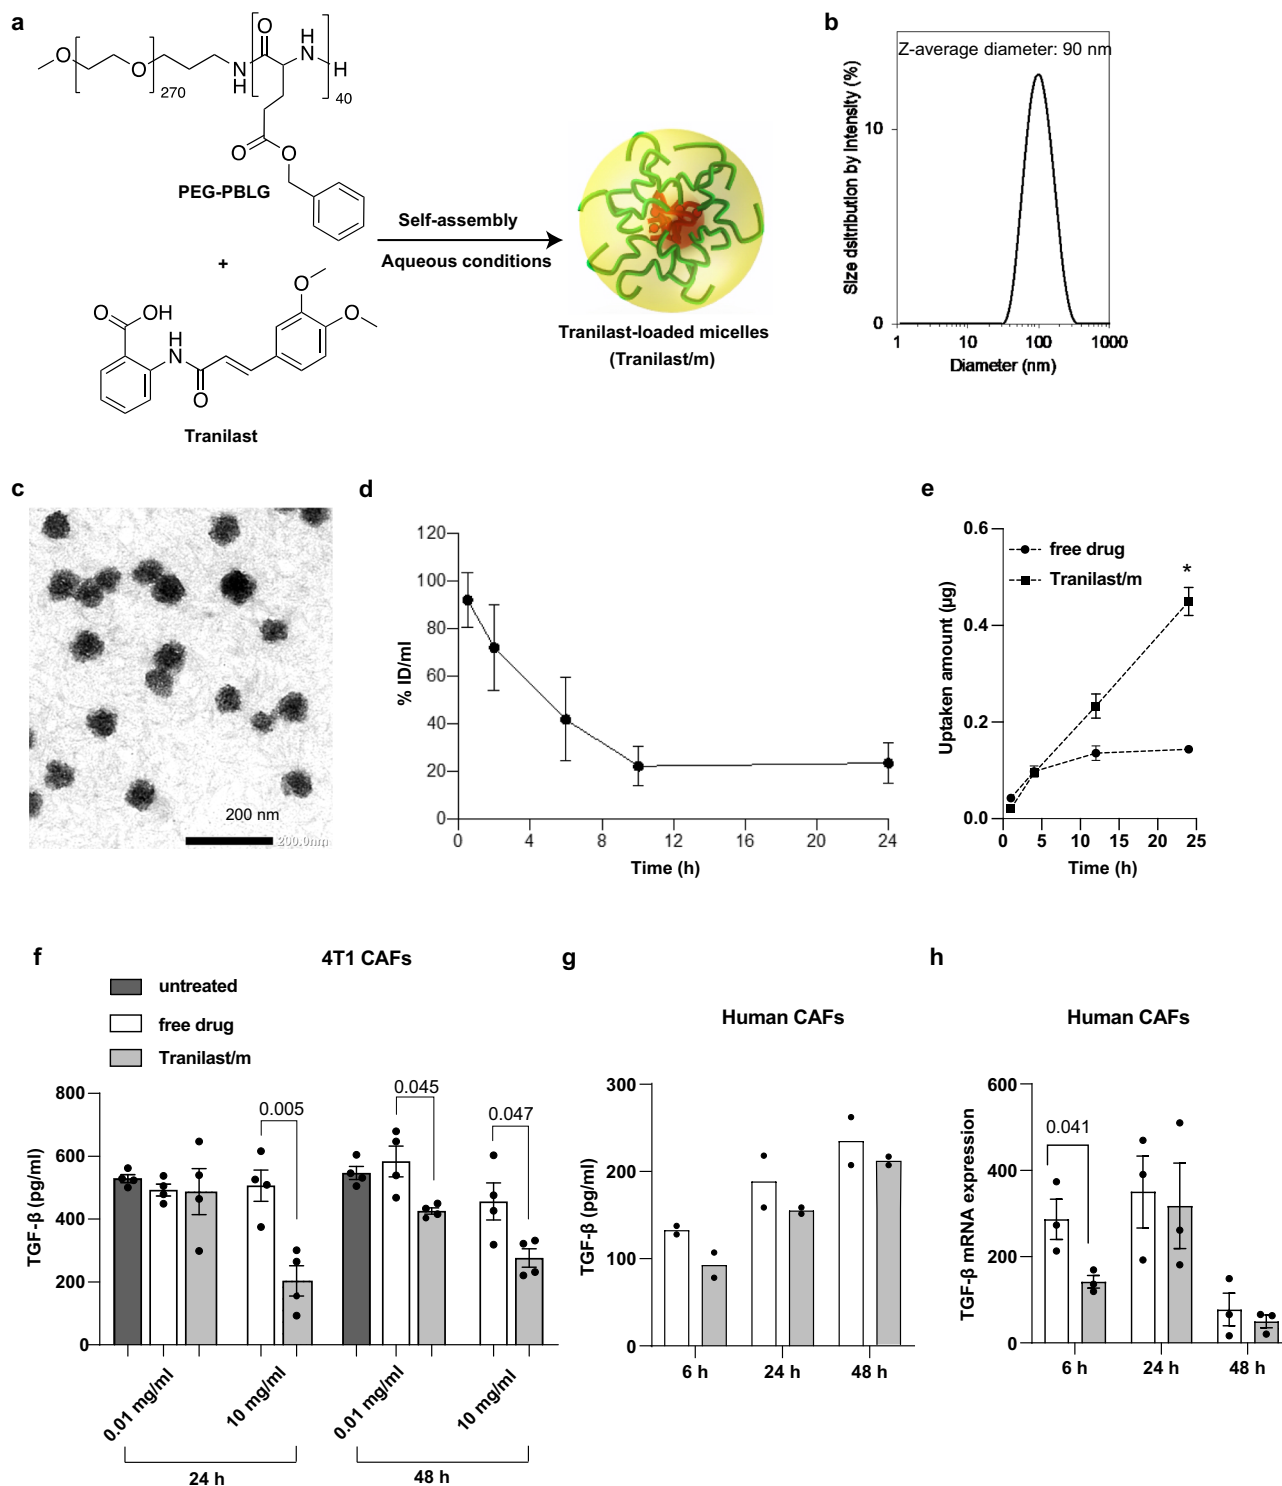 a
O
O
270
N
H
O
H
N
H
40
O
O
PEG-PBLG
+
O
OH
H
N
O
O
O
Tranilast
Self-assembly
Aqueous conditions
Tranilast-loaded micelles
(Tranilast/m)
b
Z-average diameter: 90 nm
Size dsitribution by Intensity (%)
10
0
1 10 100 1000
Diameter (nm)
c
200 nm
200.0nm
d
% ID/ml
120
100
80
60
40
20
0
0 4 8 12 16 20 24
Time (h)
e
free drug
Tranilast/m
*
Uptaken amount (µg)
0.6
0.4
0.2
0.0
0 5 10 15 20 25
Time (h)
f
4T1 CAFs
untreated
free drug
Tranilast/m
TGF-β (pg/ml)
800
600
400
200
0
0.005
0.045
0.047
0.01 mg/ml
10 mg/ml
0.01 mg/ml
10 mg/ml
24 h
48 h
g
Human CAFs
TGF-β (pg/ml)
300
200
100
0
6 h 24 h 48 h
h
Human CAFs
TGF-β mRNA expression
600
400
200
0
0.041
6 h 24 h 48 h